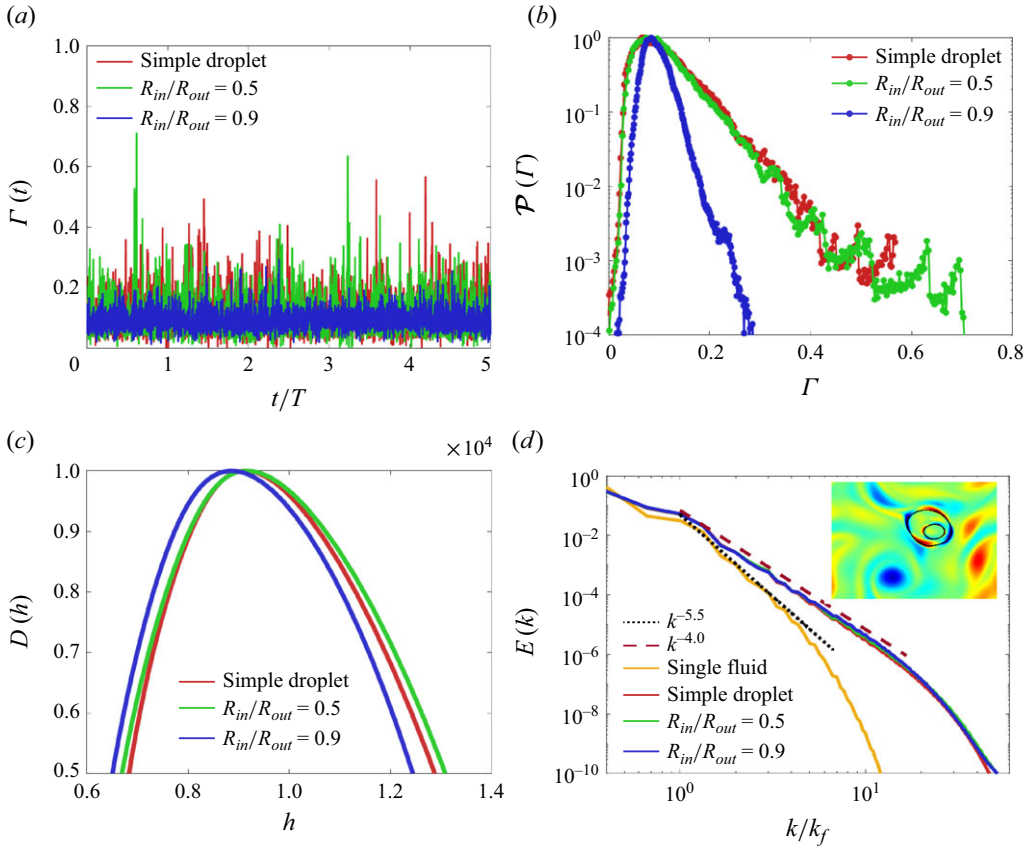 (a)
1.0
0.8
0.6
0.4
0.2
0
1
2
3
4
5
Γ (t)
t/T
Simple droplet
R_in/R_out = 0.5
R_in/R_out = 0.9
(b)
10^0
10^−1
10^−2
10^−3
10^−4
0
0.2
0.4
0.6
0.8
𝒫 (Γ)
Γ
Simple droplet
R_in/R_out = 0.5
R_in/R_out = 0.9
(c)
×10^4
1.0
0.9
0.8
0.7
0.6
0.5
0.6
0.8
1.0
1.2
1.4
D (h)
h
Simple droplet
R_in/R_out = 0.5
R_in/R_out = 0.9
(d)
10^0
10^−2
10^−4
10^−6
10^−8
10^−10
10^0
10^1
E (k)
k/k_f
k^−5.5
k^−4.0
Single fluid
Simple droplet
R_in/R_out = 0.5
R_in/R_out = 0.9